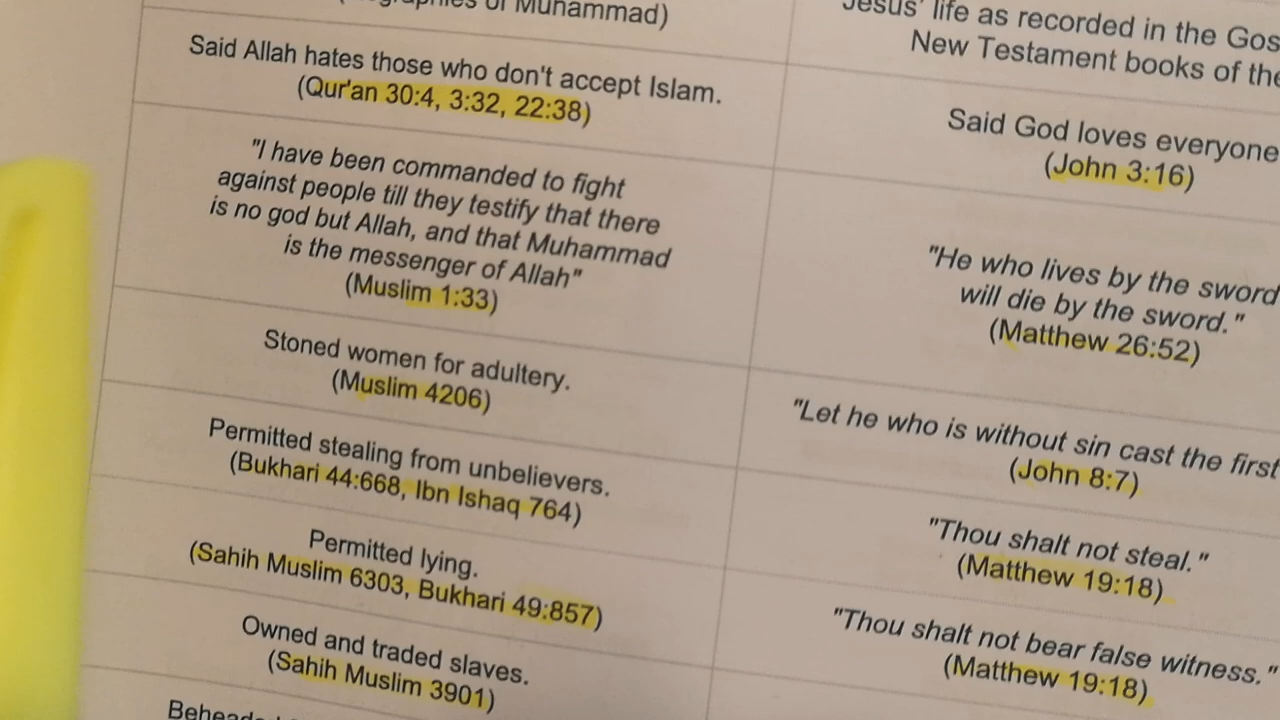 of Muhammad)
Said Allah hates those who don't accept Islam.
(Qur'an 30:4, 3:32, 22:38)
"I have been commanded to fight
against people till they testify that there
is no god but Allah, and that Muhammad
is the messenger of Allah"
(Muslim 1:33)
Stoned women for adultery.
(Muslim 4206)
Permitted stealing from unbelievers.
(Bukhari 44:668, Ibn Ishaq 764)
Permitted lying.
(Sahih Muslim 6303, Bukhari 49:857)
Owned and traded slaves.
(Sahih Muslim 3901)
Jesus' life as recorded in the
New Testament books of
Said God loves everyone
(John 3:16)
"He who lives by the sword
will die by the sword."
(Matthew 26:52)
"Let he who is without sin cast the first
(John 8:7)
"Thou shalt not steal."
(Matthew 19:18)
"Thou shalt not bear false witness."
(Matthew 19:18)